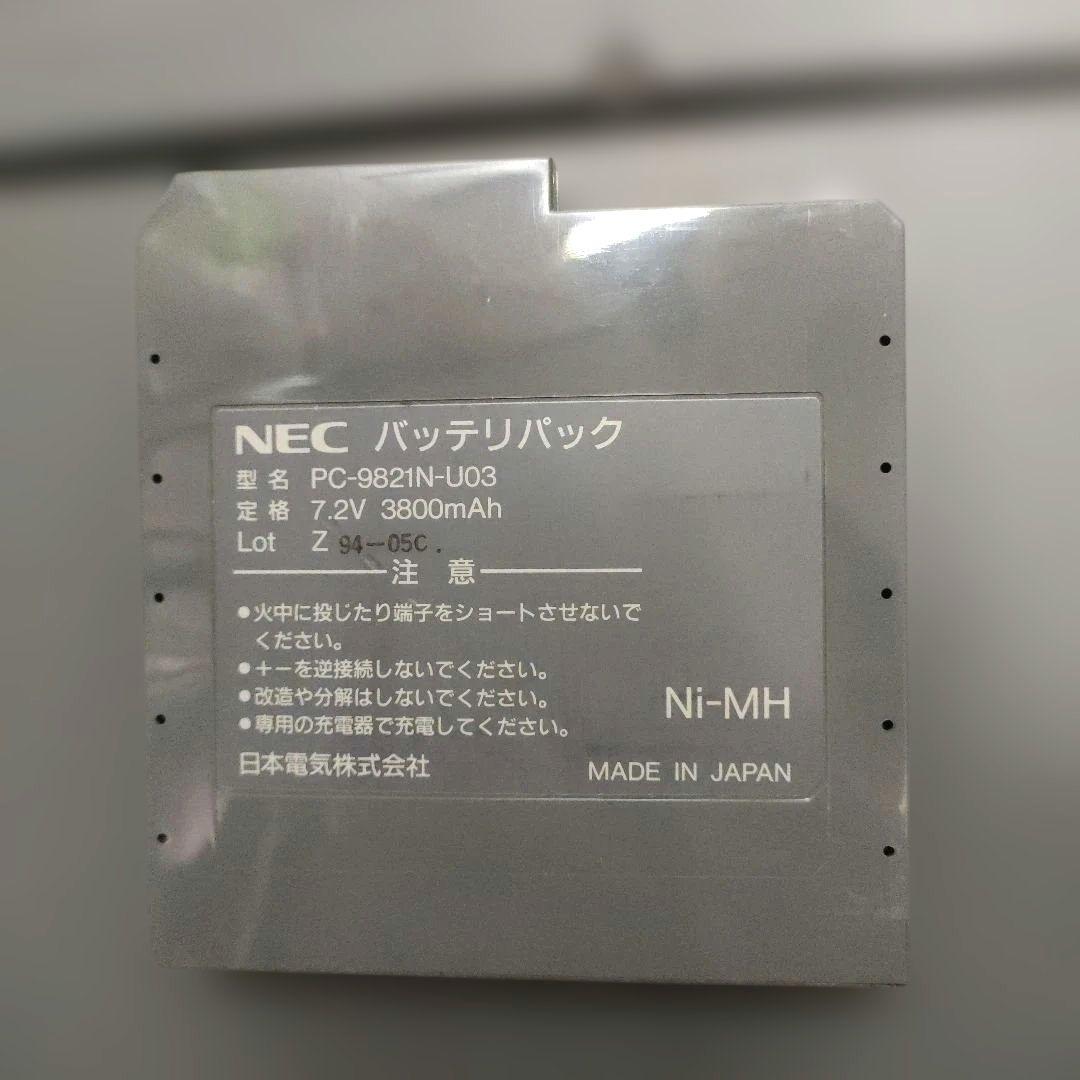 NEC バッテリパック
型名 PC-9821N-U03
定格 7.2V 3800mAh
Lot Z 94-05C.
注意
●火中に投じたり端子をショートさせないで
ください。
●+-を逆接続しないでください。
●改造や分解はしないでください。
●専用の充電器で充電してください。
Ni-MH
日本電気株式会社
MADE IN JAPAN